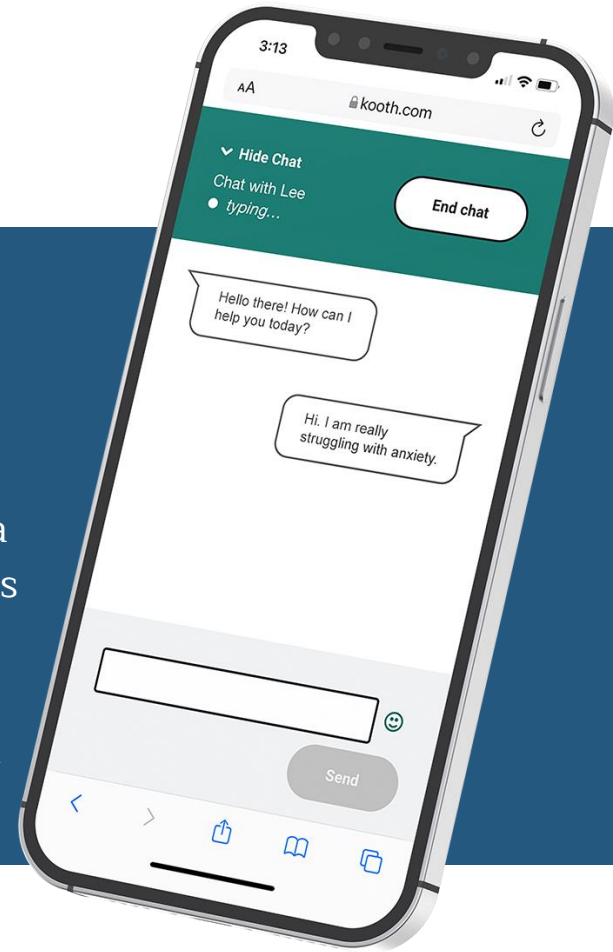 3:13
AA
kooth.com
Hide Chat
Chat with Lee
typing...
End chat
Hello there! How can I
help you today?
Hi. I am really
struggling with anxiety.
a
s
Send